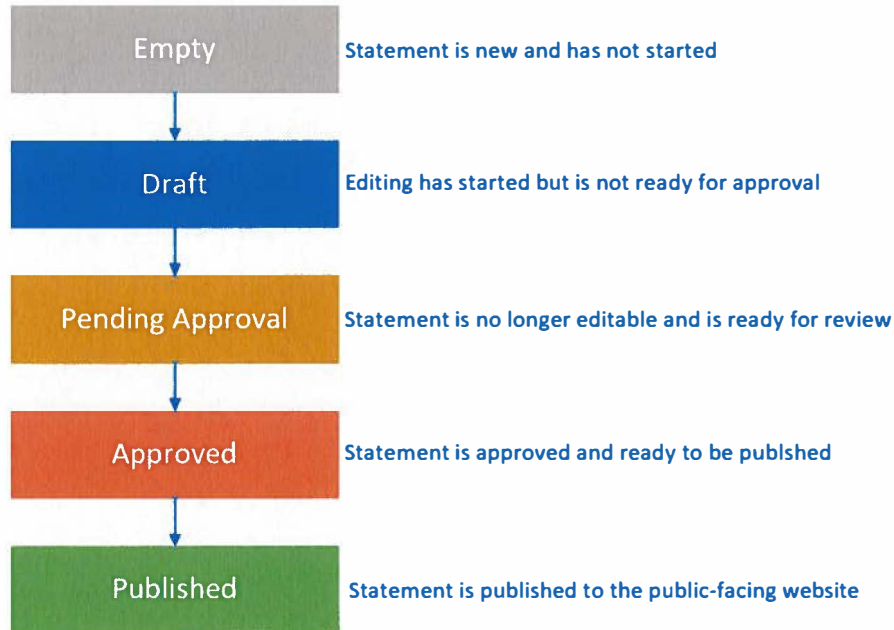 Empty
Statement is new and has not started
Draft
Editing has started but is not ready for approval
Pending Approval
Statement is no longer editable and is ready for review
Approved
Statement is approved and ready to be publshed
Published
Statement is published to the public-facing website